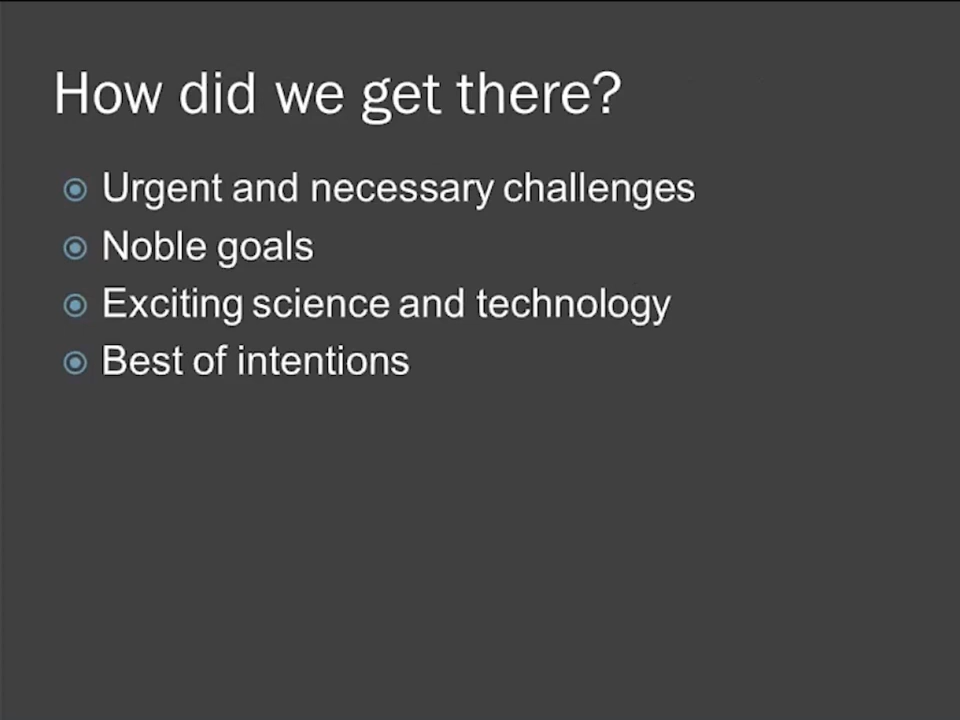 How did we get there?
Urgent and necessary challenges
Noble goals
Exciting science and technology
Best of intentions